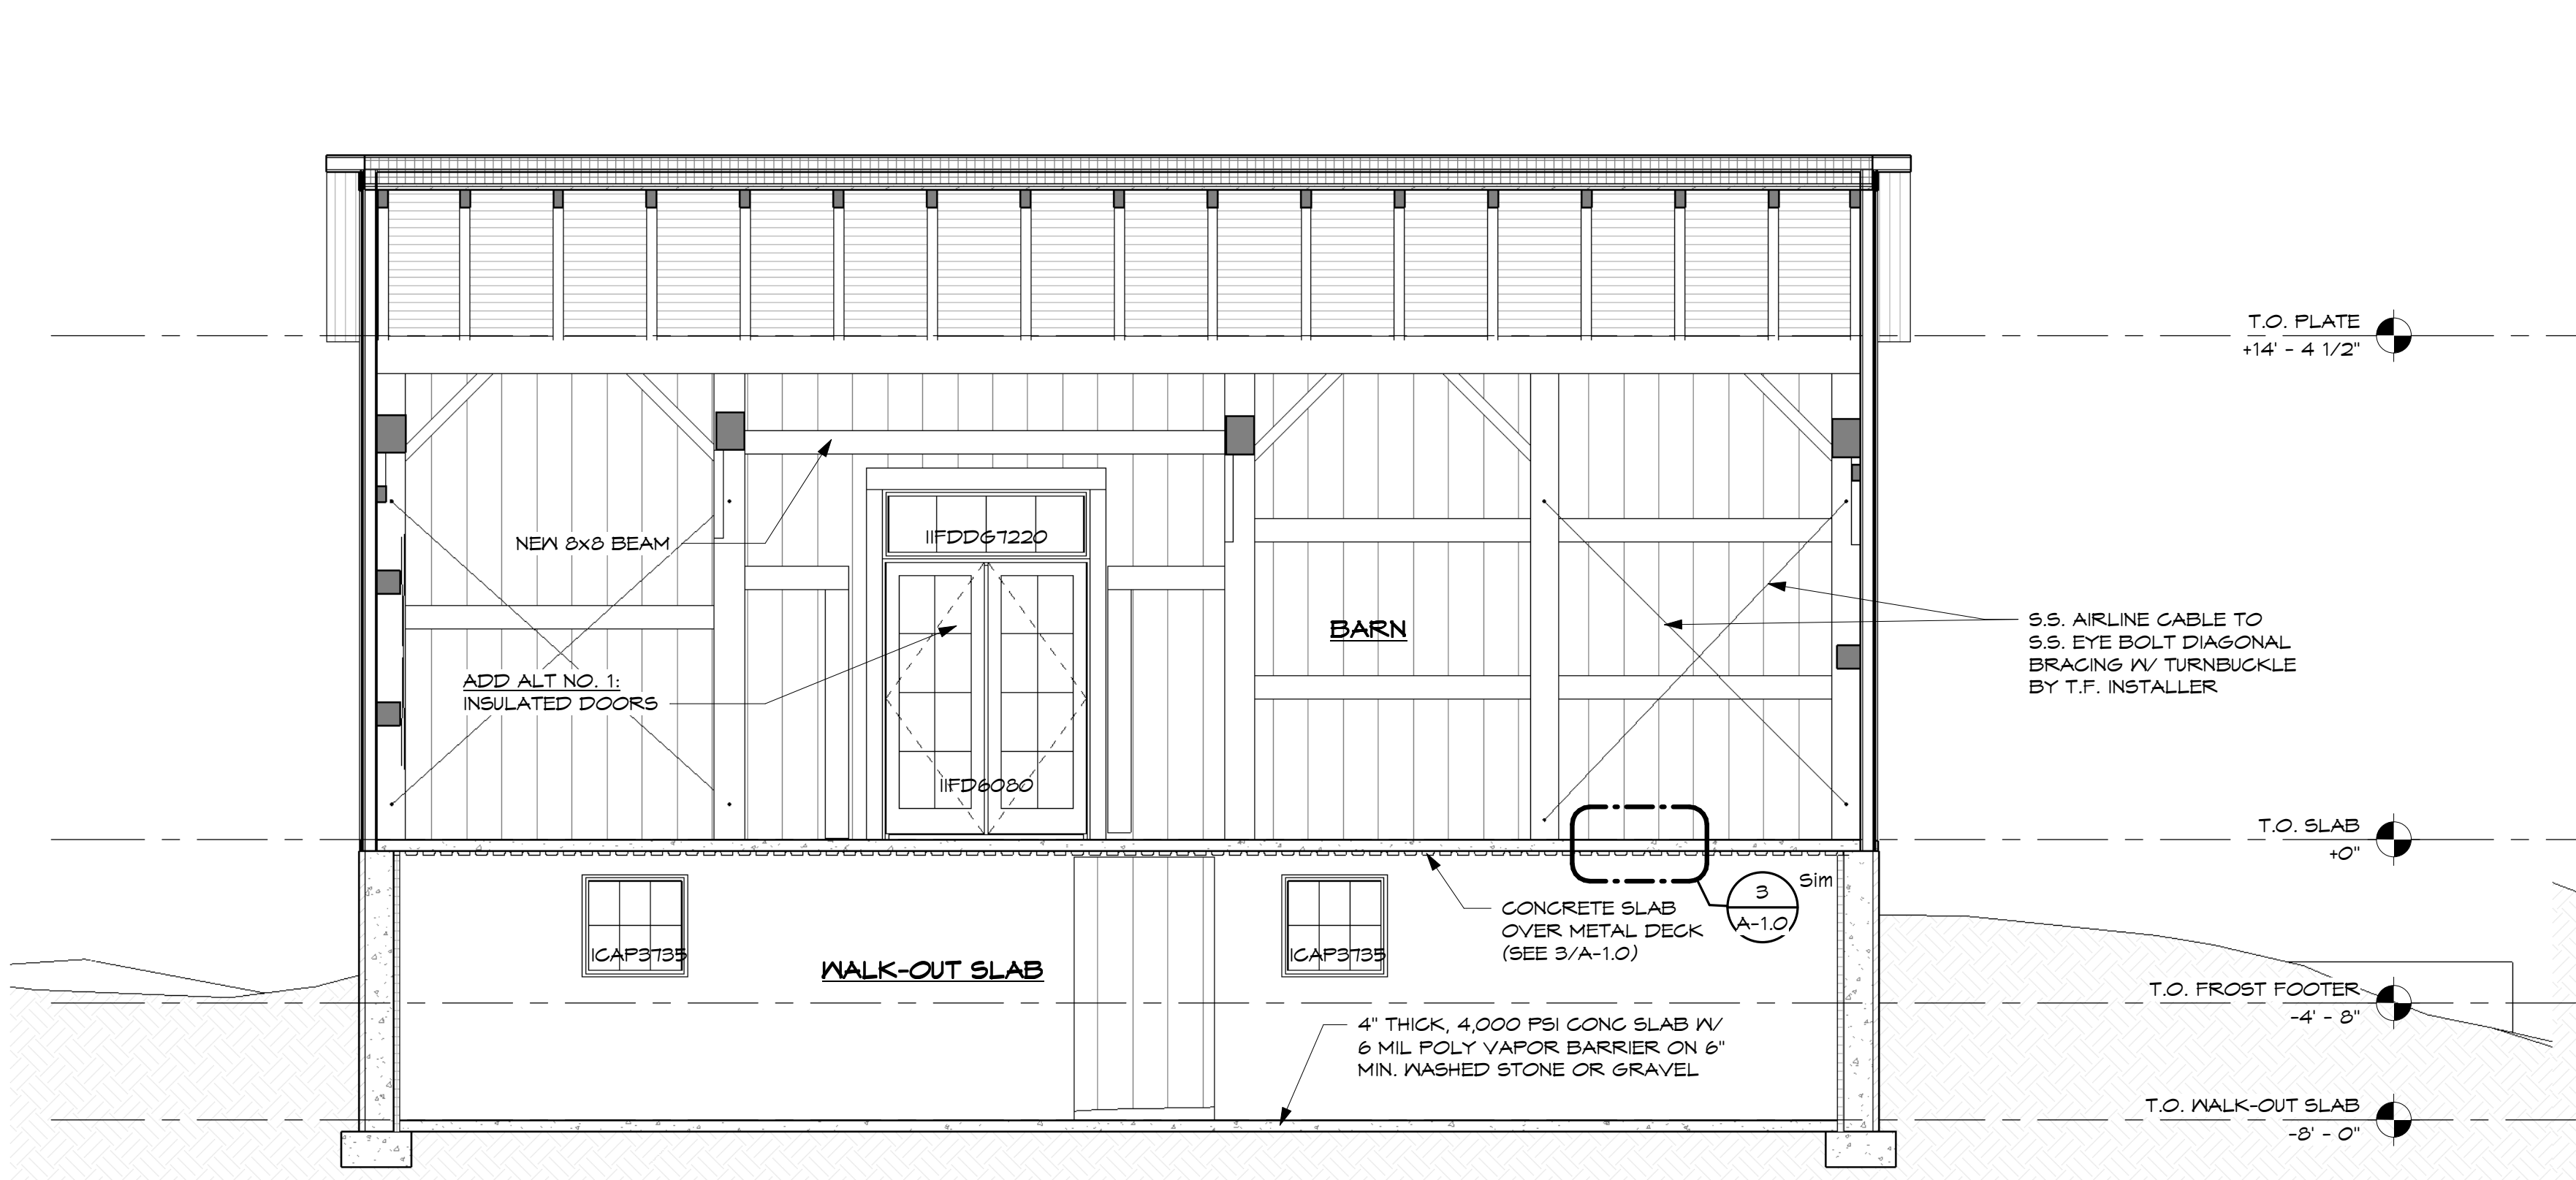 T.O. PLATE
+14' - 4 1/2"
IIFDDG7220
NEW 8x8 BEAM
S.S. AIRLINE CABLE TO
S.S. EYE BOLT DIAGONAL
BRACING W/ TURNBUCKLE
BY T.F. INSTALLER
BARN
ADD ALT NO. 1:
INSULATED DOORS
IIFD6080
T.O. SLAB
+0"
3
A-1.0
Sim
CONCRETE SLAB
OVER METAL DECK
(SEE 3/A-1.0)
ICAP3735
ICAP3735
WALK-OUT SLAB
T.O. FROST FOOTER
-4' - 8"
4" THICK, 4,000 PSI CONC SLAB W/
6 MIL POLY VAPOR BARRIER ON 6"
MIN. WASHED STONE OR GRAVEL
T.O. WALK-OUT SLAB
-8' - 0"